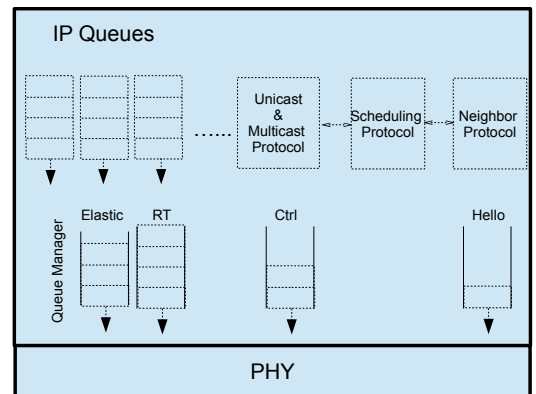 IP Queues
......
Unicast
&
Multicast
Protocol
Scheduling
Protocol
Neighbor
Protocol
Queue Manager
Elastic
RT
Ctrl
Hello
PHY